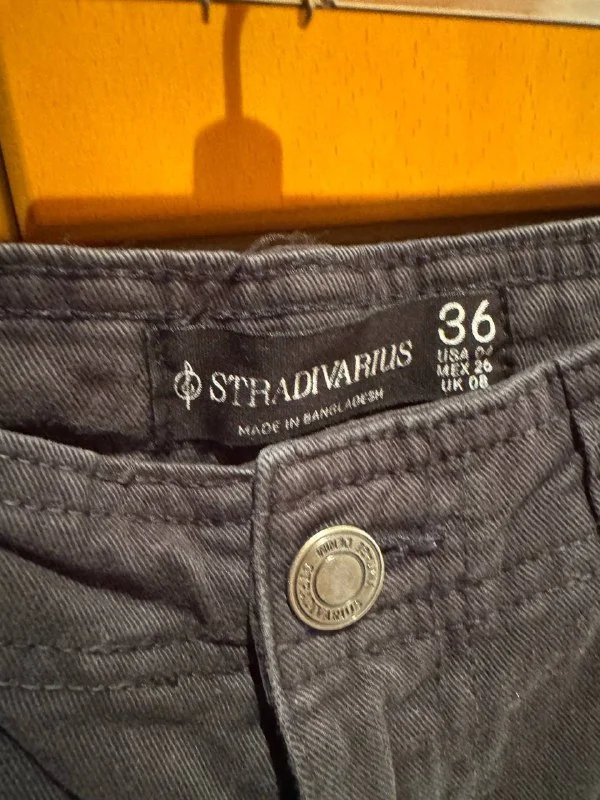 STRADIVARIUS
MADE IN BANGLADESH
36
USA 04
MEX 26
UK 08